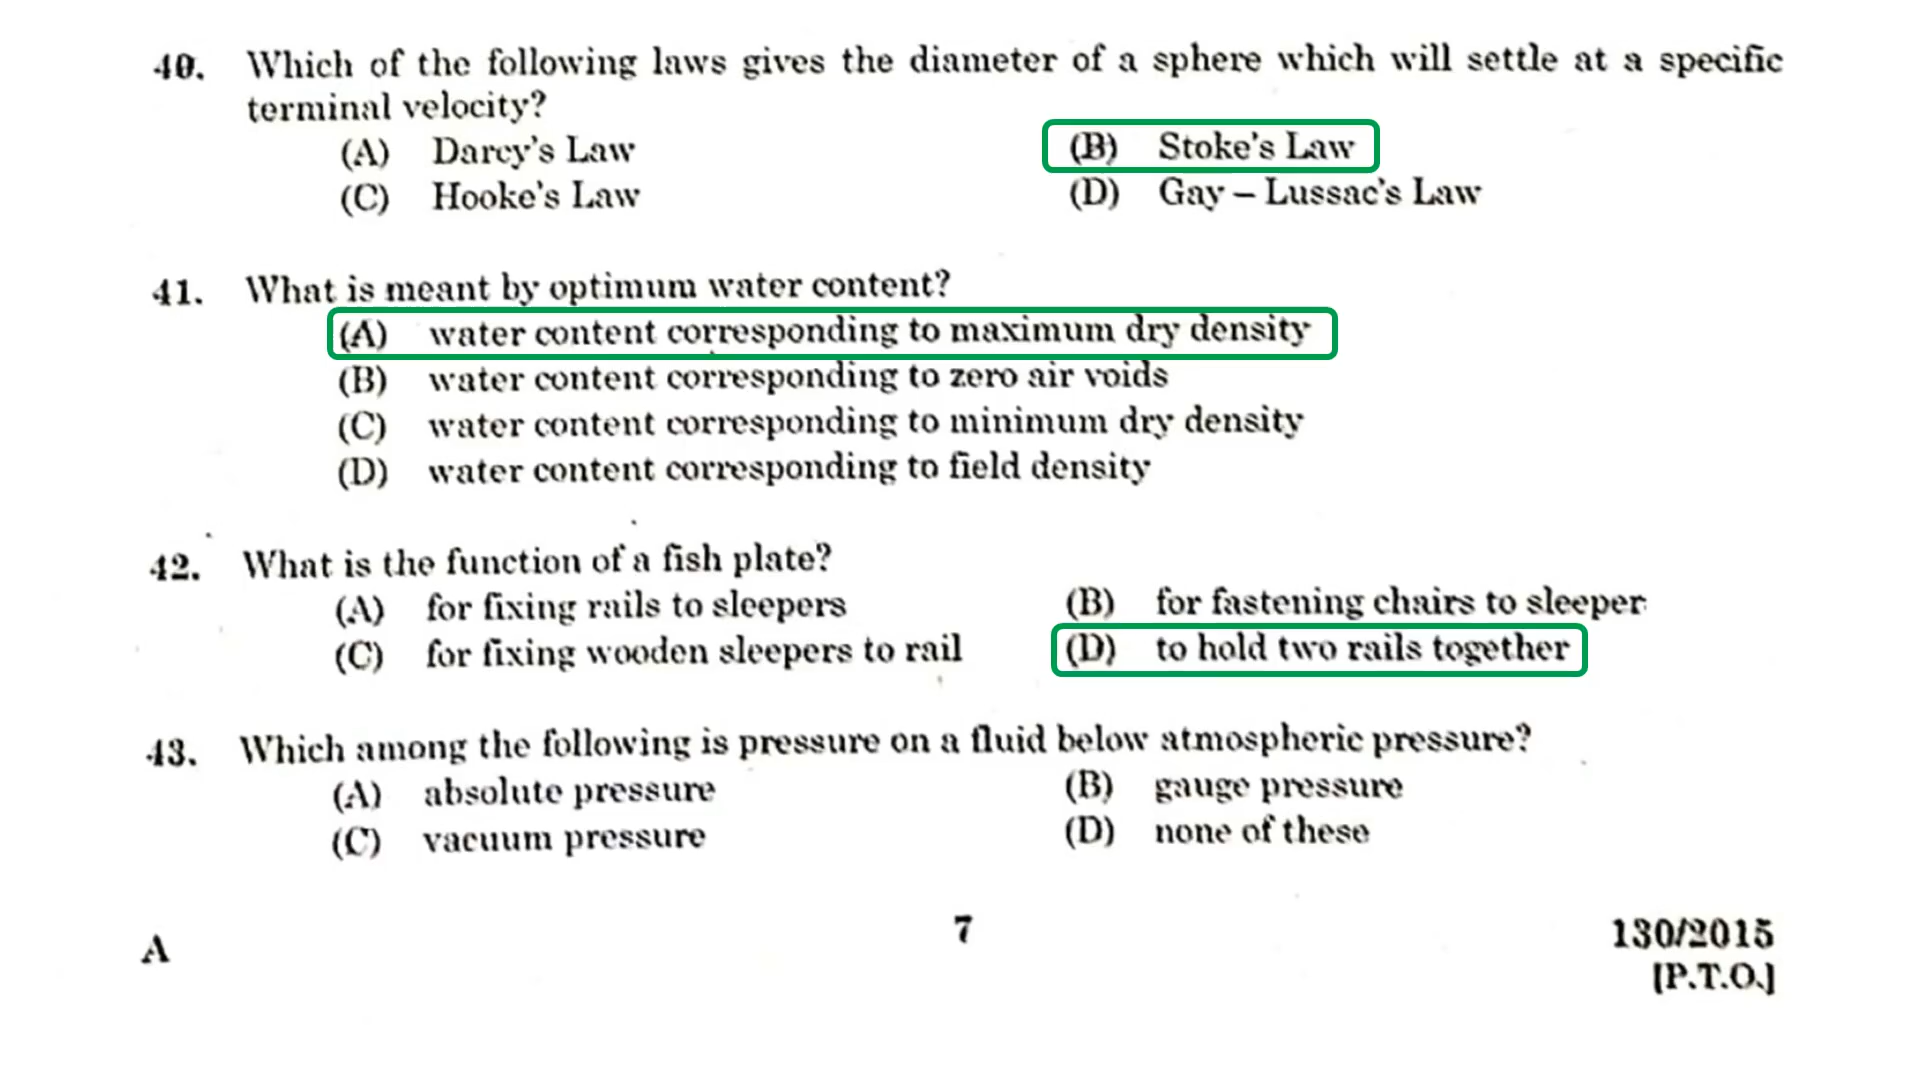 40. Which of the following laws gives the diameter of a sphere which will settle at a specific
terminal velocity?
(A) Darcy's Law (B) Stoke's Law
(C) Hooke's Law (D) Gay – Lussac's Law
41. What is meant by optimum water content?
(A) water content corresponding to maximum dry density
(B) water content corresponding to zero air voids
(C) water content corresponding to minimum dry density
(D) water content corresponding to field density
42. What is the function of a fish plate?
(A) for fixing rails to sleepers (B) for fastening chairs to sleeper
(C) for fixing wooden sleepers to rail (D) to hold two rails together
43. Which among the following is pressure on a fluid below atmospheric pressure?
(A) absolute pressure (B) gauge pressure
(C) vacuum pressure (D) none of these
A 7 130/2015
[P.T.O.]